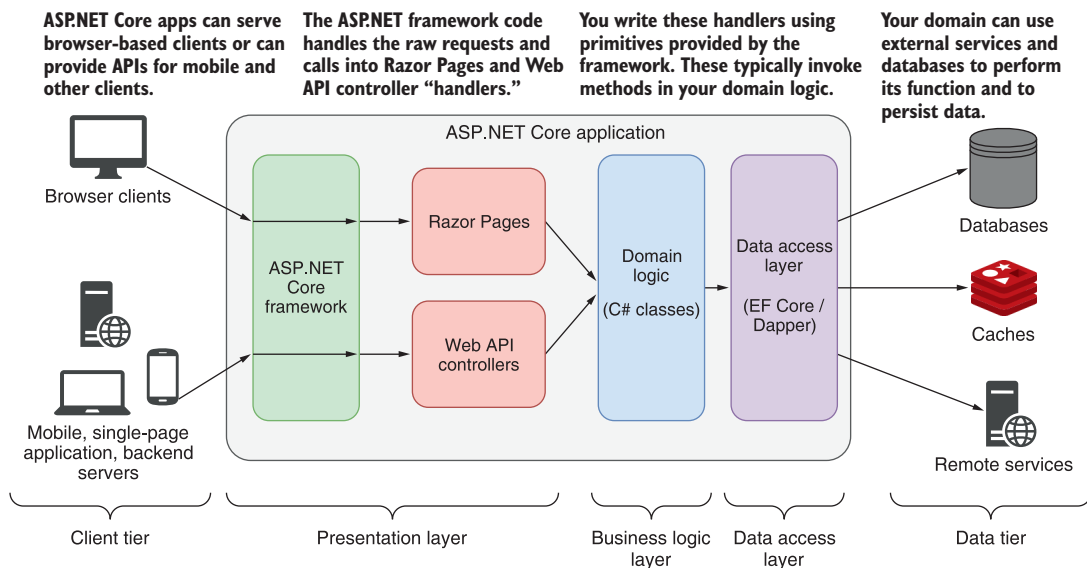 ASP.NET Core apps can serve
browser-based clients or can
provide APIs for mobile and
other clients.
The ASP.NET framework code
handles the raw requests and
calls into Razor Pages and Web
API controller “handlers.”
You write these handlers using
primitives provided by the
framework. These typically invoke
methods in your domain logic.
Your domain can use
external services and
databases to perform
its function and to
persist data.
ASP.NET Core application
Browser clients
Mobile, single-page
application, backend
servers
ASP.NET
Core
framework
Razor Pages
Web API
controllers
Domain
logic
(C# classes)
Data access
layer
(EF Core /
Dapper)
Databases
Caches
Remote services
Client tier
Presentation layer
Business logic
layer
Data access
layer
Data tier